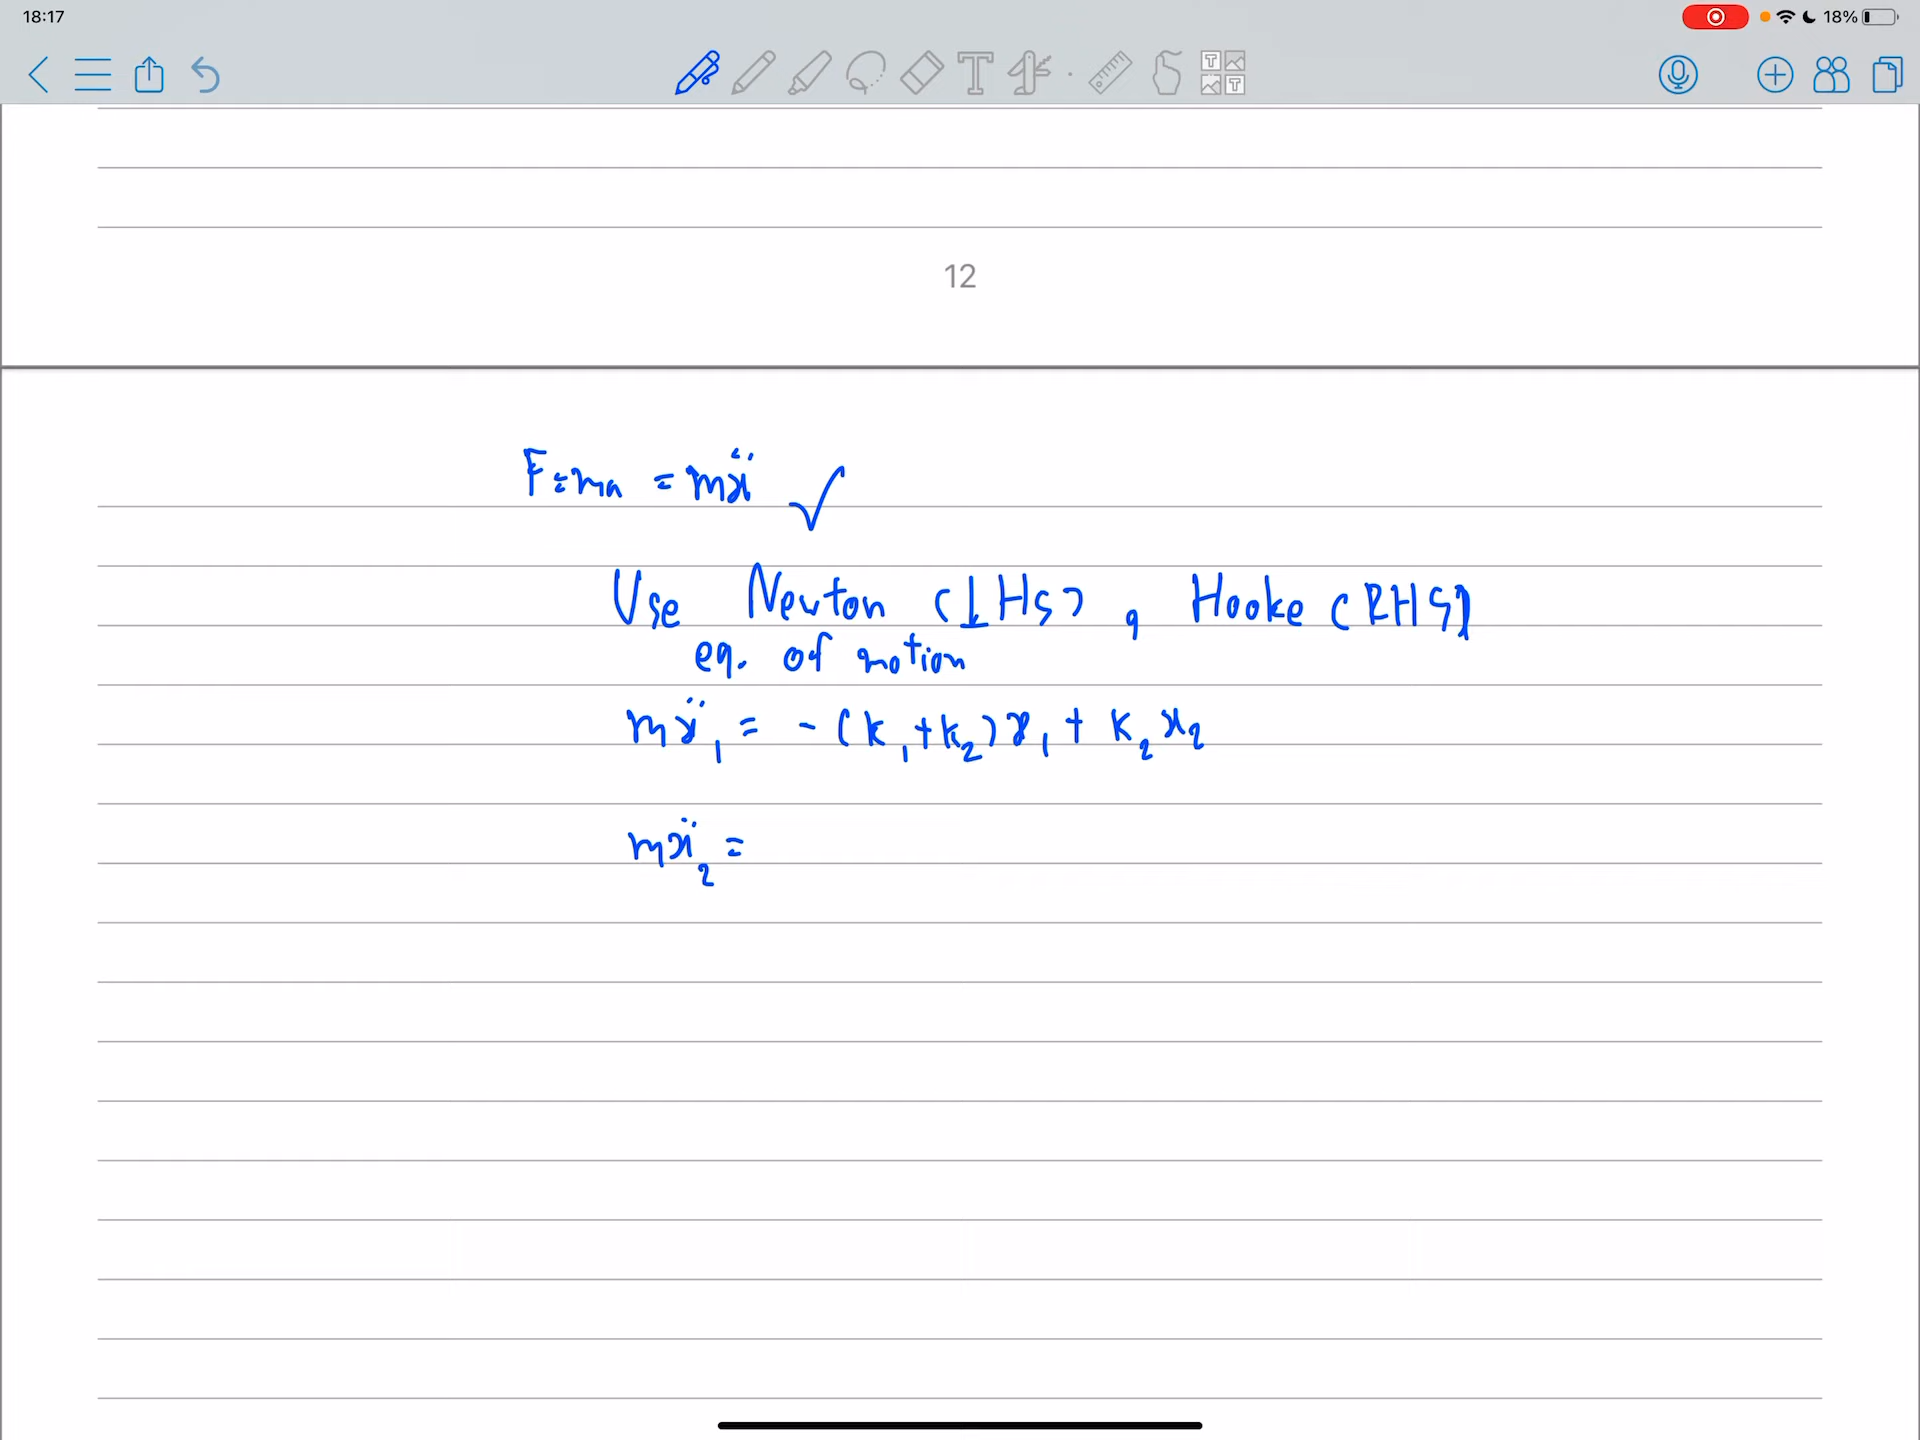 18:17
18%
12
F=ma = mẍ ✓
Use Newton (LHS) , Hooke (RHS)
eq. of motion
mẍ₁ = -(k₁+k₂)x₁ + k₂x₂
mẍ₂ =